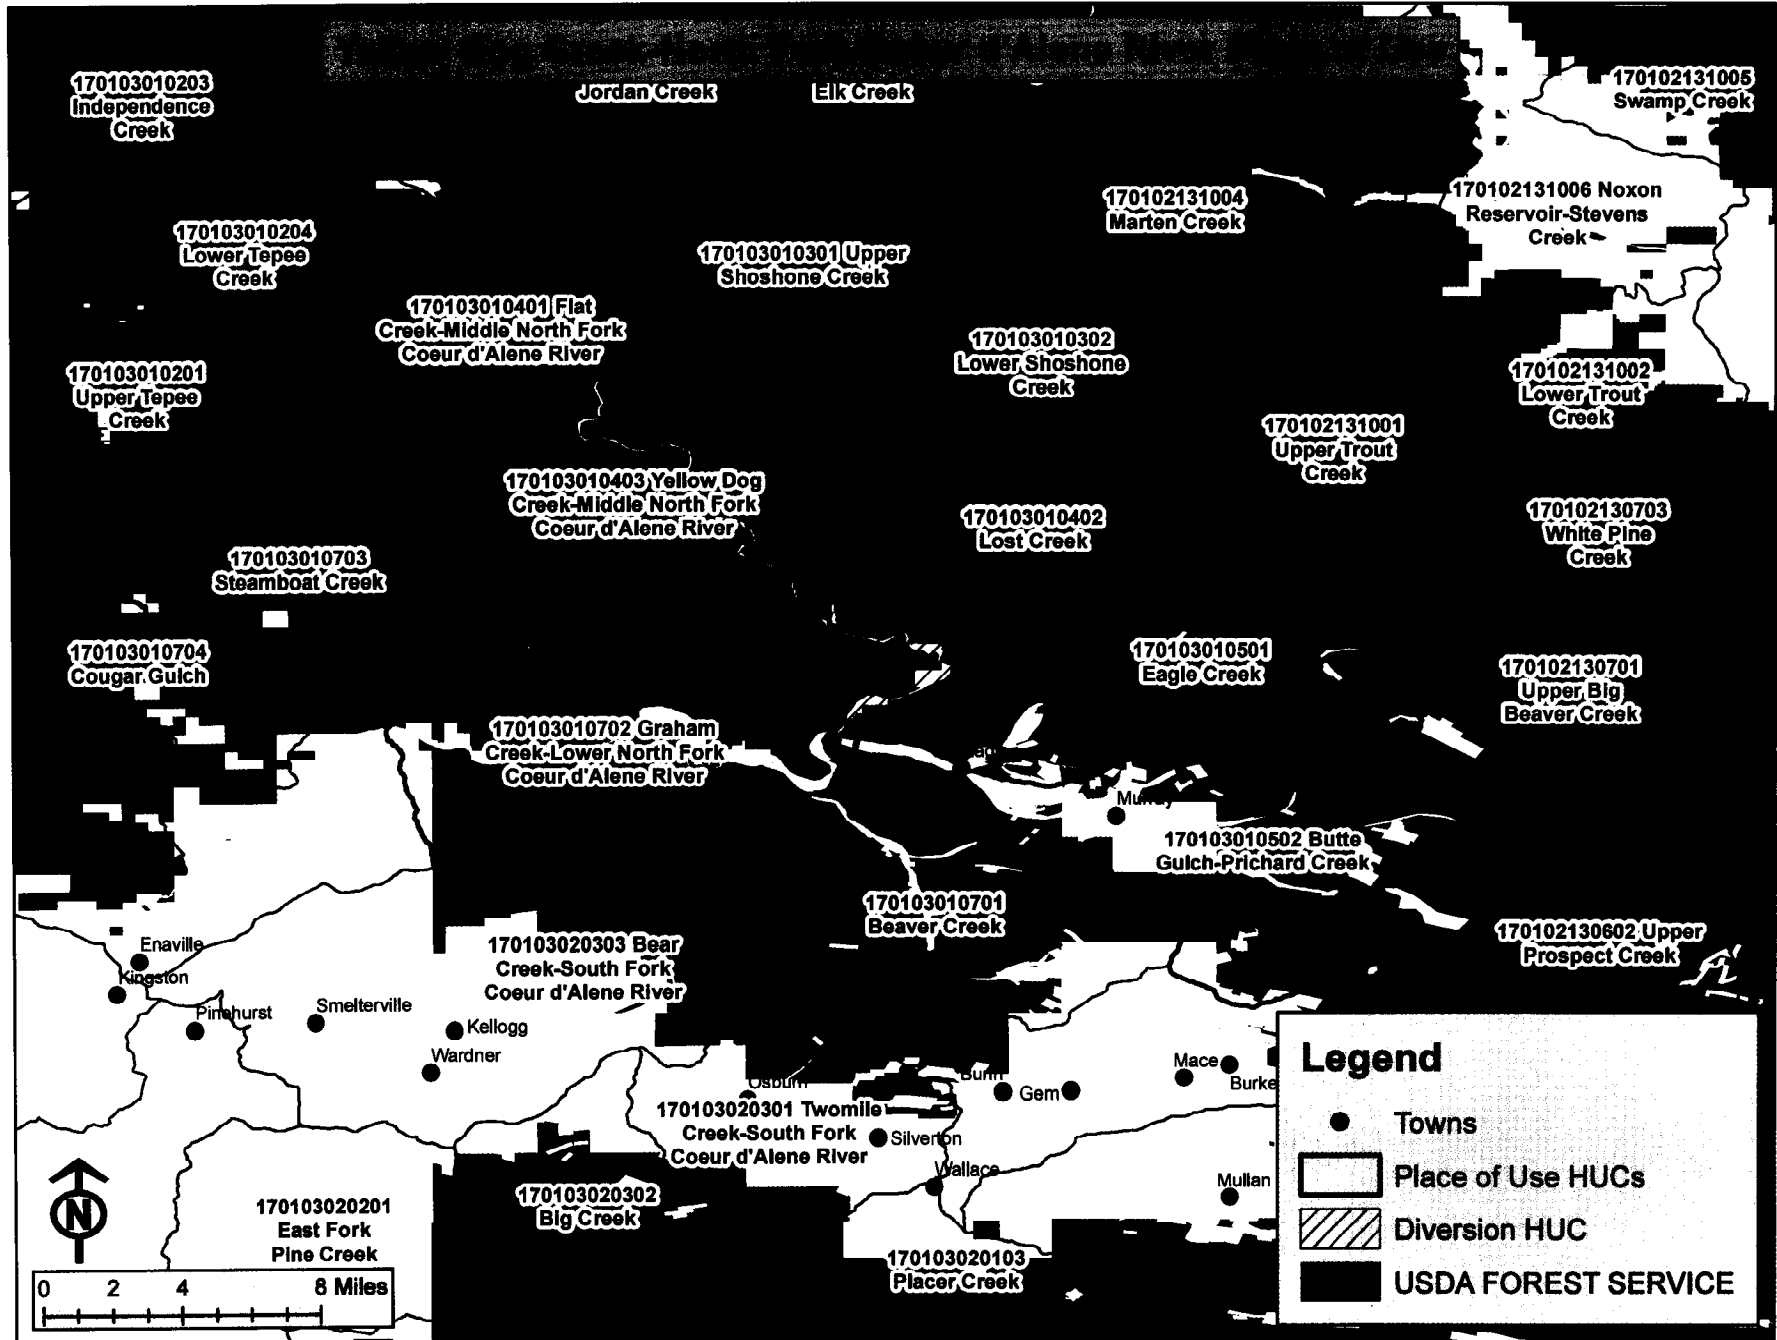 170103010203
Independence
Creek
Jordan Creek
Elk Creek
170102131005
Swamp Creek
170103010204
Lower Tepee
Creek
170103010301 Upper
Shoshone Creek
170102131004
Marten Creek
170102131006 Noxon
Reservoir-Stevens
Creek
170103010401 Flat
Creek-Middle North Fork
Coeur d'Alene River
170103010302
Lower Shoshone
Creek
170103010201
Upper Tepee
Creek
170102131002
Lower Trout
Creek
170102131001
Upper Trout
Creek
170103010403 Yellow Dog
Creek-Middle North Fork
Coeur d'Alene River
170103010402
Lost Creek
170102130703
White Pine
Creek
170103010703
Steamboat Creek
170103010704
Cougar Gulch
170103010501
Eagle Creek
170102130701
Upper Big
Beaver Creek
170103010702 Graham
Creek-Lower North Fork
Coeur d'Alene River
Murray
170103010502 Butte
Gulch-Prichard Creek
170103010701
Beaver Creek
170102130602 Upper
Prospect Creek
Enaville
Kingston
Pinehurst
Smelterville
Kellogg
Wardner
170103020303 Bear
Creek-South Fork
Coeur d'Alene River
Osburn
Burin
Gem
Mace
Burke
170103020301 Twomile
Creek-South Fork
Coeur d'Alene River
Silverton
Wallace
Mullan
170103020302
Big Creek
170103020201
East Fork
Pine Creek
170103020103
Placer Creek
N
0 2 4 8 Miles
Legend
Towns
Place of Use HUCs
Diversion HUC
USDA FOREST SERVICE